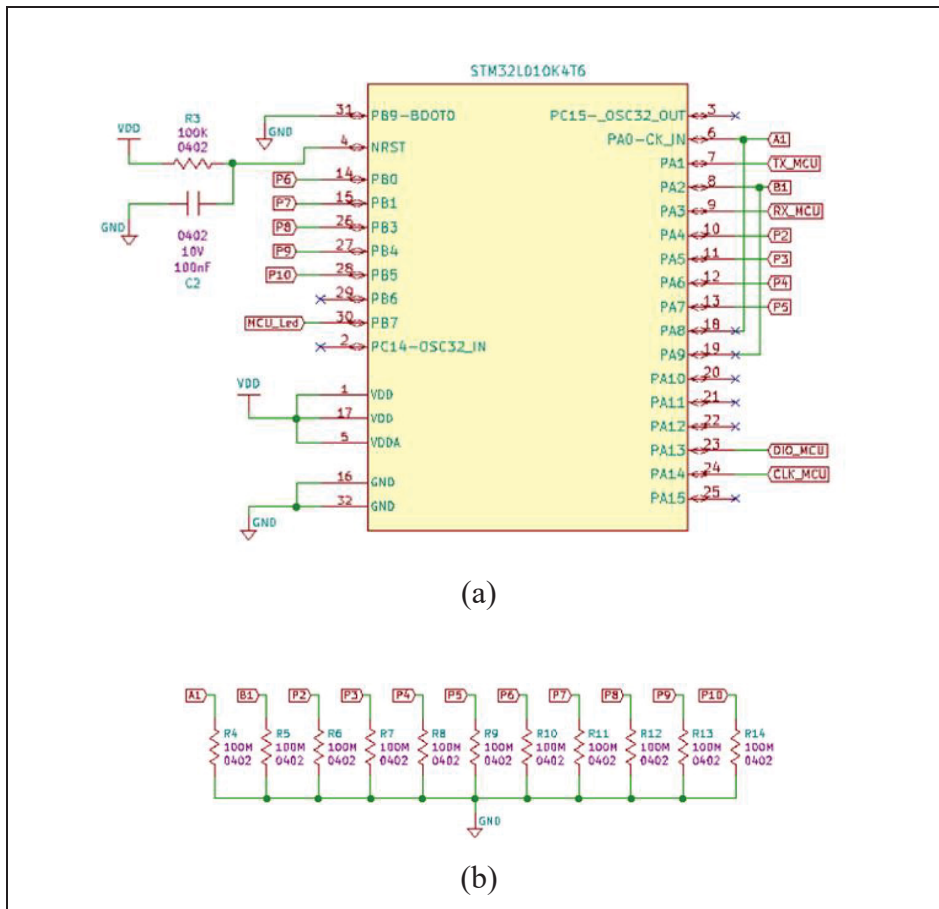 STM32L010K4T6
R3
100K
0402
VDD
GND
0402
10V
100nF
C2
GND
31 PB9-BOOT0
4 NRST
P6 14 PB0
P7 15 PB1
P8 26 PB3
P9 27 PB4
P10 28 PB5
29 PB6
MCU_Led 30 PB7
2 PC14-OSC32_IN
VDD
1 VDD
17 VDD
5 VDDA
16 GND
32 GND
GND
PC15-_OSC32_OUT 3
PA0-CK_IN 6 A1
PA1 7 TX_MCU
PA2 8 B1
PA3 9 RX_MCU
PA4 10 P2
PA5 11 P3
PA6 12 P4
PA7 13 P5
PA8 18
PA9 19
PA10 20
PA11 21
PA12 22
PA13 23 DIO_MCU
PA14 24 CLK_MCU
PA15 25
(a)
A1 B1 P2 P3 P4 P5 P6 P7 P8 P9 P10
R4 R5 R6 R7 R8 R9 R10 R11 R12 R13 R14
100M 100M 100M 100M 100M 100M 100M 100M 100M 100M 100M
0402 0402 0402 0402 0402 0402 0402 0402 0402 0402 0402
GND
(b)